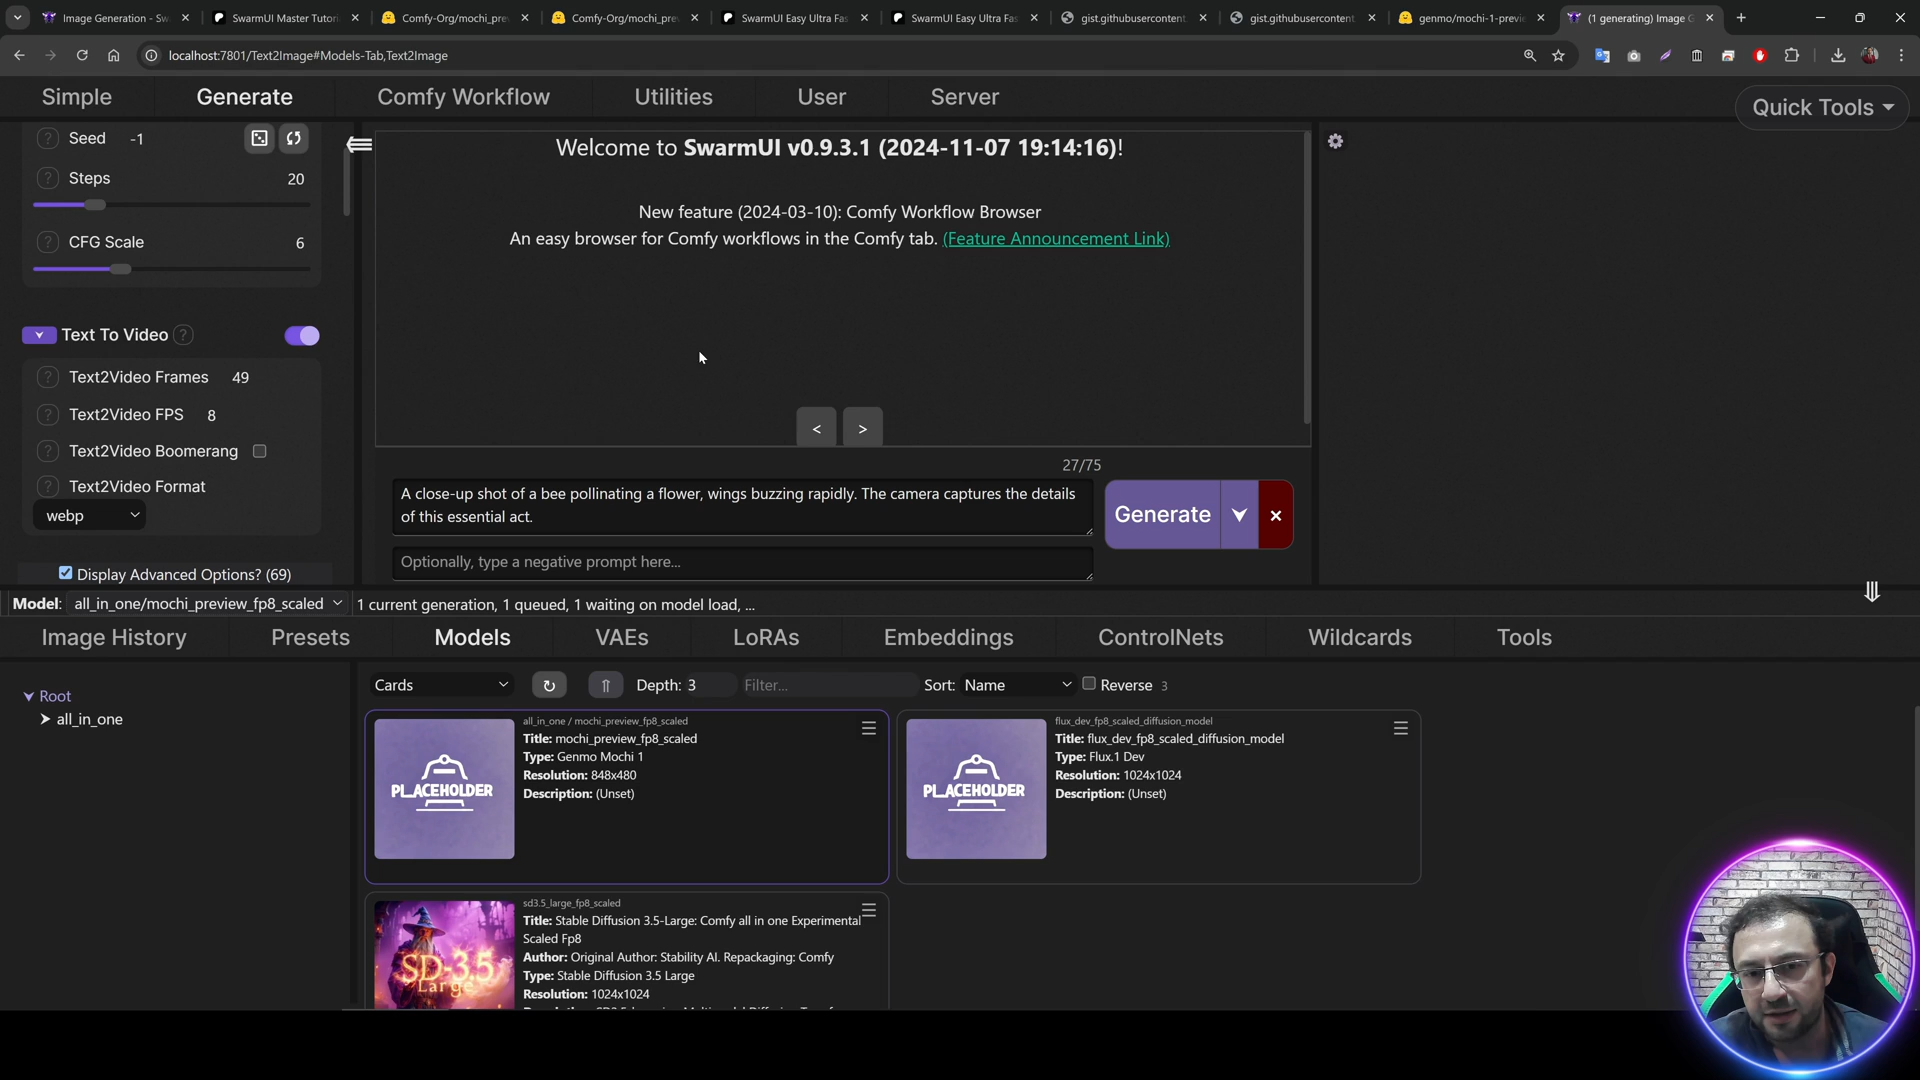 Image Generation - Sw
SwarmUI Master Tutori
Comfy-Org/mochi_pre
Comfy-Org/mochi_pre
SwarmUI Easy Ultra Fas
SwarmUI Easy Ultra Fas
gist.githubusercontent.
gist.githubusercontent.
genmo/mochi-1-previe
(1 generating) Image G
localhost:7801/Text2Image#Models-Tab,Text2Image
Simple
Generate
Comfy Workflow
Utilities
User
Server
Quick Tools
? Seed -1
? Steps 20
? CFG Scale 6
Text To Video ?
? Text2Video Frames 49
? Text2Video FPS 8
? Text2Video Boomerang
? Text2Video Format
webp
Display Advanced Options? (69)
Welcome to SwarmUI v0.9.3.1 (2024-11-07 19:14:16)!
New feature (2024-03-10): Comfy Workflow Browser
An easy browser for Comfy workflows in the Comfy tab. (Feature Announcement Link)
< >
27/75
A close-up shot of a bee pollinating a flower, wings buzzing rapidly. The camera captures the details
of this essential act.
Generate
×
Optionally, type a negative prompt here...
Model: all_in_one/mochi_preview_fp8_scaled
1 current generation, 1 queued, 1 waiting on model load, ...
Image History
Presets
Models
VAEs
LoRAs
Embeddings
ControlNets
Wildcards
Tools
Root
all_in_one
Cards
Depth: 3
Filter...
Sort: Name
Reverse 3
PLACEHOLDER
all_in_one / mochi_preview_fp8_scaled
Title: mochi_preview_fp8_scaled
Type: Genmo Mochi 1
Resolution: 848x480
Description: (Unset)
PLACEHOLDER
flux_dev_fp8_scaled_diffusion_model
Title: flux_dev_fp8_scaled_diffusion_model
Type: Flux.1 Dev
Resolution: 1024x1024
Description: (Unset)
SD-3.5
Large
sd3.5_large_fp8_scaled
Title: Stable Diffusion 3.5-Large: Comfy all in one Experimental
Scaled Fp8
Author: Original Author: Stability AI. Repackaging: Comfy
Type: Stable Diffusion 3.5 Large
Resolution: 1024x1024